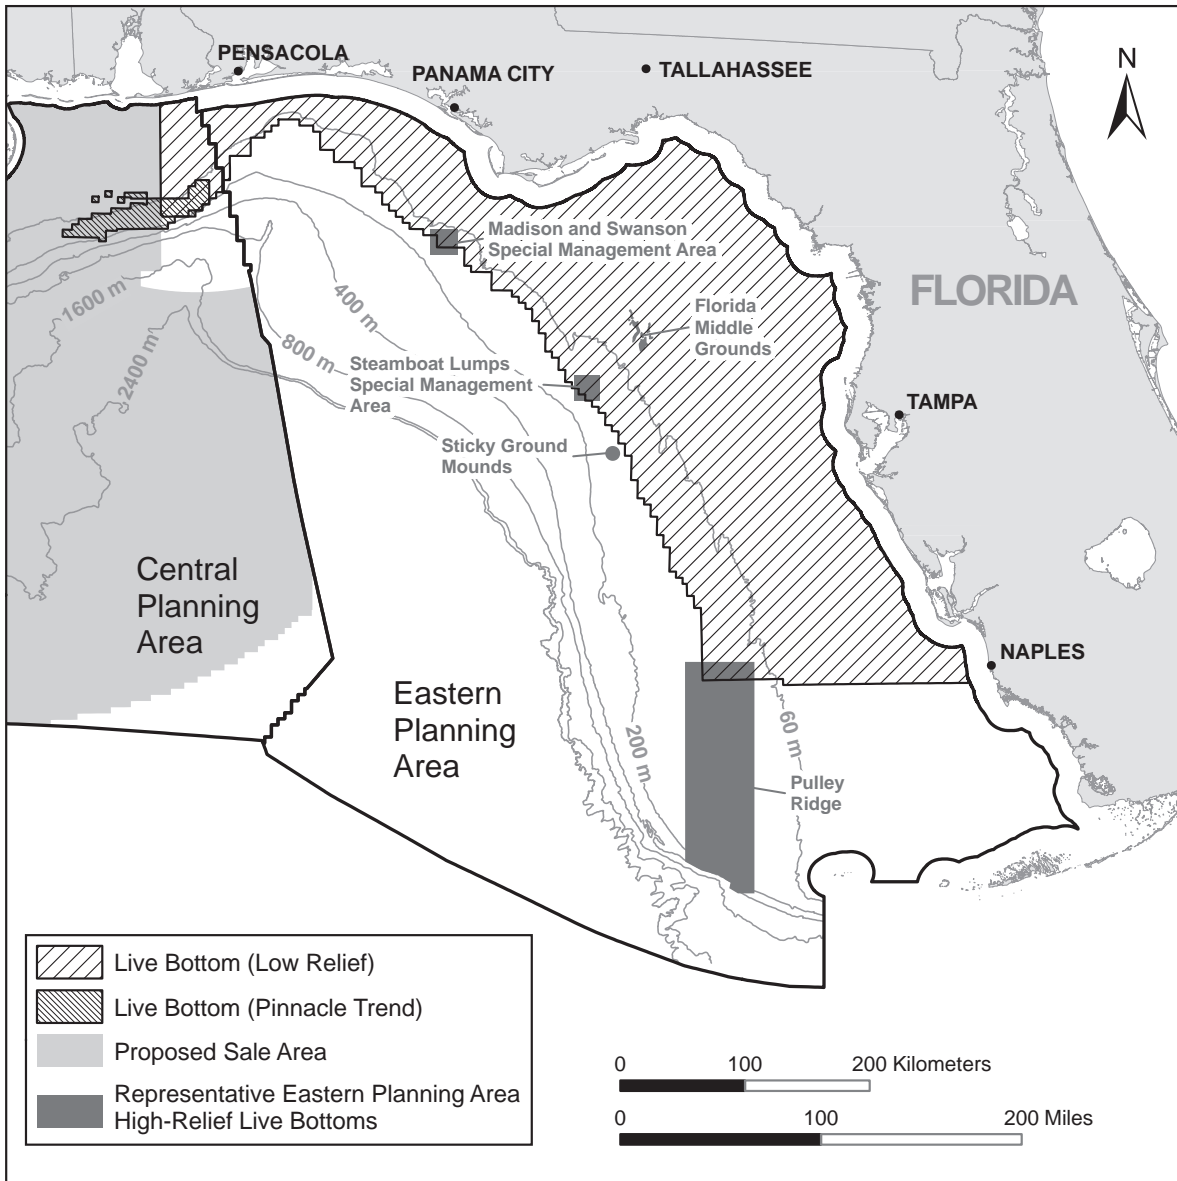 PENSACOLA
PANAMA CITY
TALLAHASSEE
N
Madison and Swanson
Special Management Area
FLORIDA
1600 m
400 m
Florida
Middle
Grounds
2400 m
800 m
Steamboat Lumps
Special Management
Area
TAMPA
Sticky Ground
Mounds
Central
Planning
Area
NAPLES
Eastern
Planning
Area
200 m
60 m
Pulley
Ridge
Live Bottom (Low Relief)
Live Bottom (Pinnacle Trend)
Proposed Sale Area
Representative Eastern Planning Area
High-Relief Live Bottoms
0 100 200 Kilometers
0 100 200 Miles